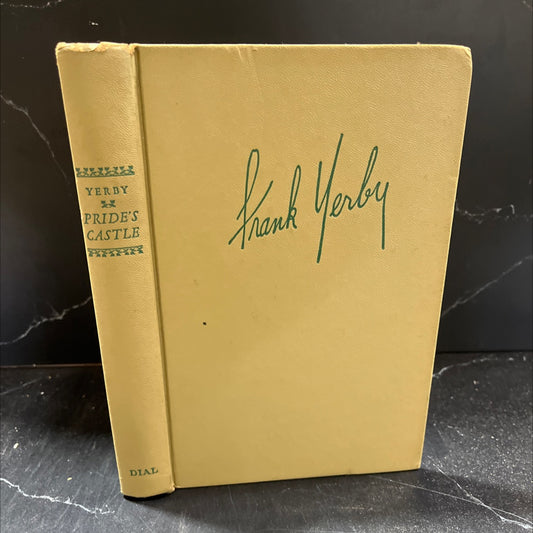 YERBY
PRIDE'S
CASTLE
DIAL
Frank Yerby